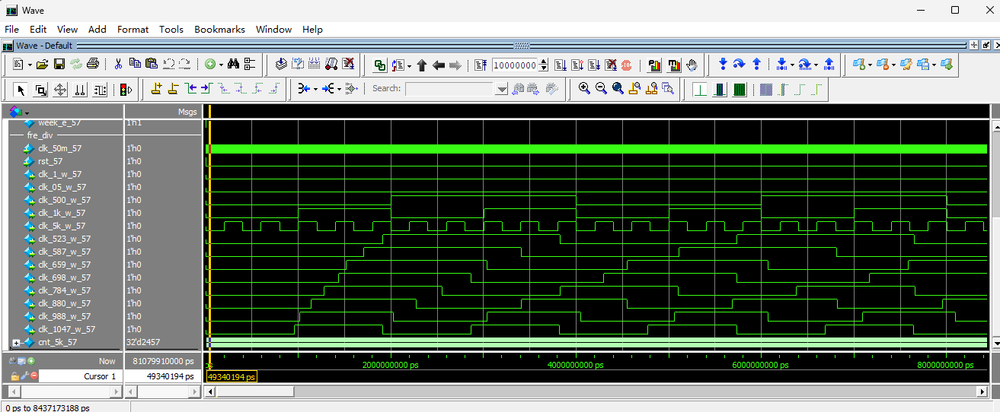 Wave
File Edit View Add Format Tools Bookmarks Window Help
Wave - Default
10000000
Search:
Msgs
week_e_57 1'h1
fre_div
clk_50m_57 1'h0
rst_57 1'h0
clk_1_w_57 1'h0
clk_05_w_57 1'h0
clk_500_w_57 1'h0
clk_1k_w_57 1'h0
clk_5k_w_57 1'h0
clk_523_w_57 1'h0
clk_587_w_57 1'h0
clk_659_w_57 1'h0
clk_698_w_57 1'h0
clk_784_w_57 1'h0
clk_880_w_57 1'h0
clk_988_w_57 1'h0
clk_1047_w_57 1'h0
cnt_5k_57 32'd2457
Now 81079910000 ps ps 2000000000 ps 4000000000 ps 6000000000 ps 8000000000 ps
Cursor 1 49340194 ps 49340194 ps
0 ps to 8437173188 ps